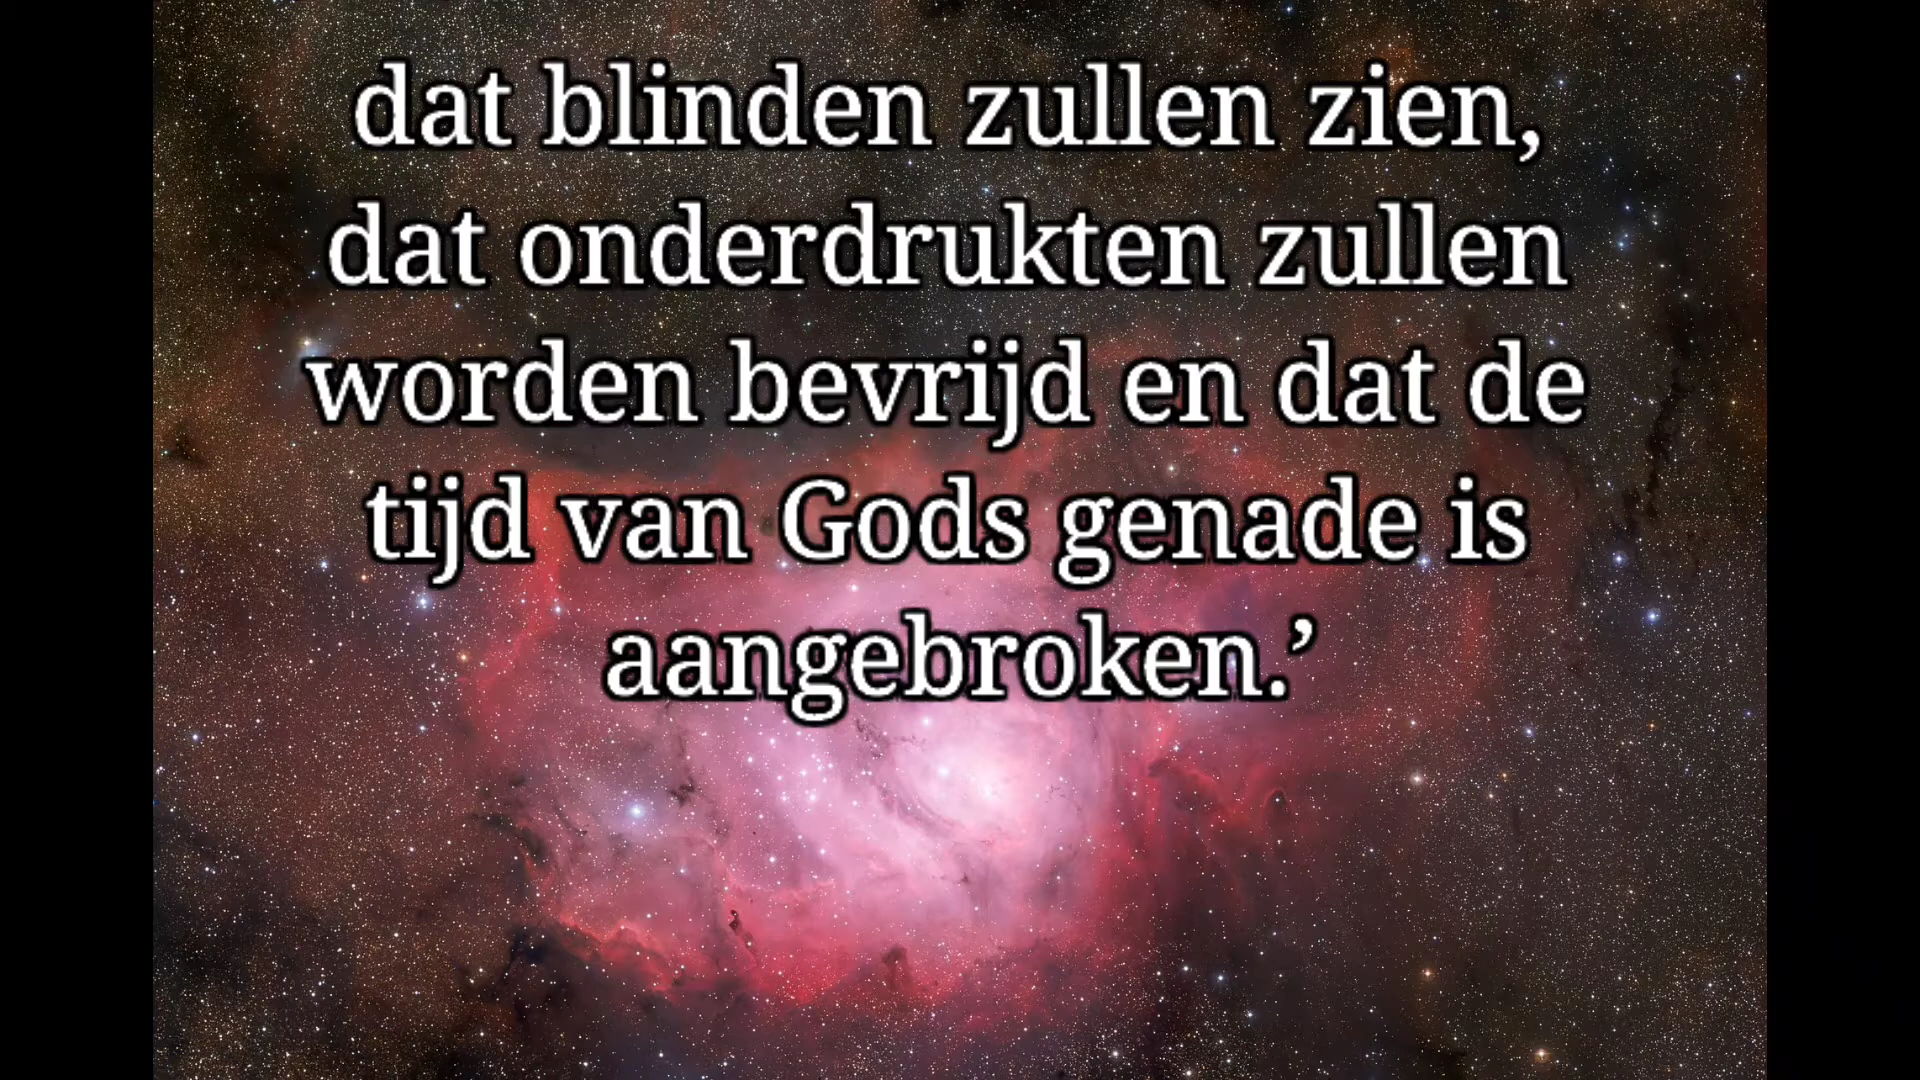 dat blinden zullen zien,
dat onderdrukten zullen
worden bevrijd en dat de
tijd van Gods genade is
aangebroken.’